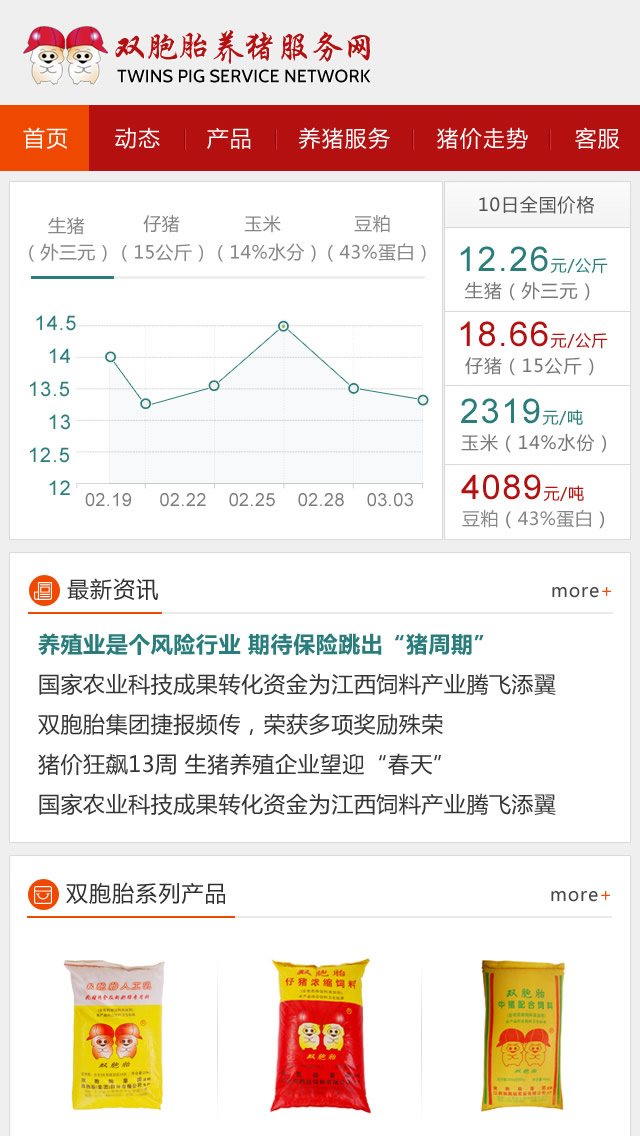 双胞胎养猪服务网
TWINS PIG SERVICE NETWORK
首页 动态 产品 养猪服务 猪价走势 客服
生猪 仔猪 玉米 豆粕
（外三元）（15公斤）（14%水分）（43%蛋白）
14.5
14
13.5
13
12.5
12
02.19 02.22 02.25 02.28 03.03
10日全国价格
12.26元/公斤
生猪（外三元）
18.66元/公斤
仔猪（15公斤）
2319元/吨
玉米（14%水份）
4089元/吨
豆粕（43%蛋白）
最新资讯 more+
养殖业是个风险行业 期待保险跳出“猪周期”
国家农业科技成果转化资金为江西饲料产业腾飞添翼
双胞胎集团捷报频传，荣获多项奖励殊荣
猪价狂飙13周 生猪养殖企业望迎“春天”
国家农业科技成果转化资金为江西饲料产业腾飞添翼
双胞胎系列产品 more+
双胞胎人工乳
双胞胎
双胞胎
仔猪浓缩饲料
双胞胎
双胞胎
中猪配合饲料
双胞胎